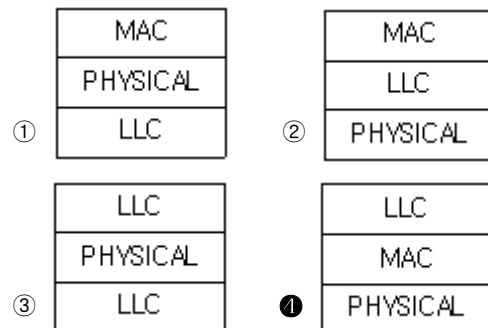 MAC
PHYSICAL
① LLC
MAC
LLC
② PHYSICAL
LLC
PHYSICAL
③ LLC
LLC
MAC
❹ PHYSICAL